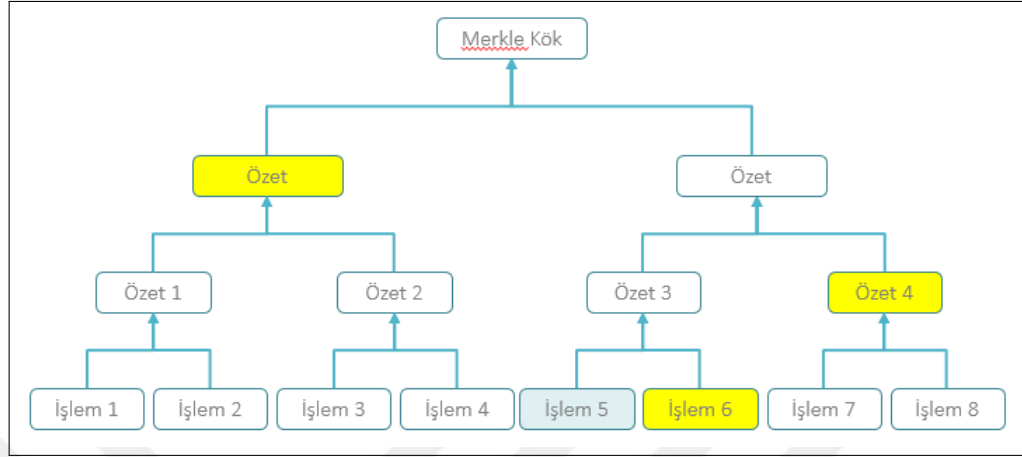 Merkle Kök
Özet
Özet
Özet 1
Özet 2
Özet 3
Özet 4
İşlem 1
İşlem 2
İşlem 3
İşlem 4
İşlem 5
İşlem 6
İşlem 7
İşlem 8